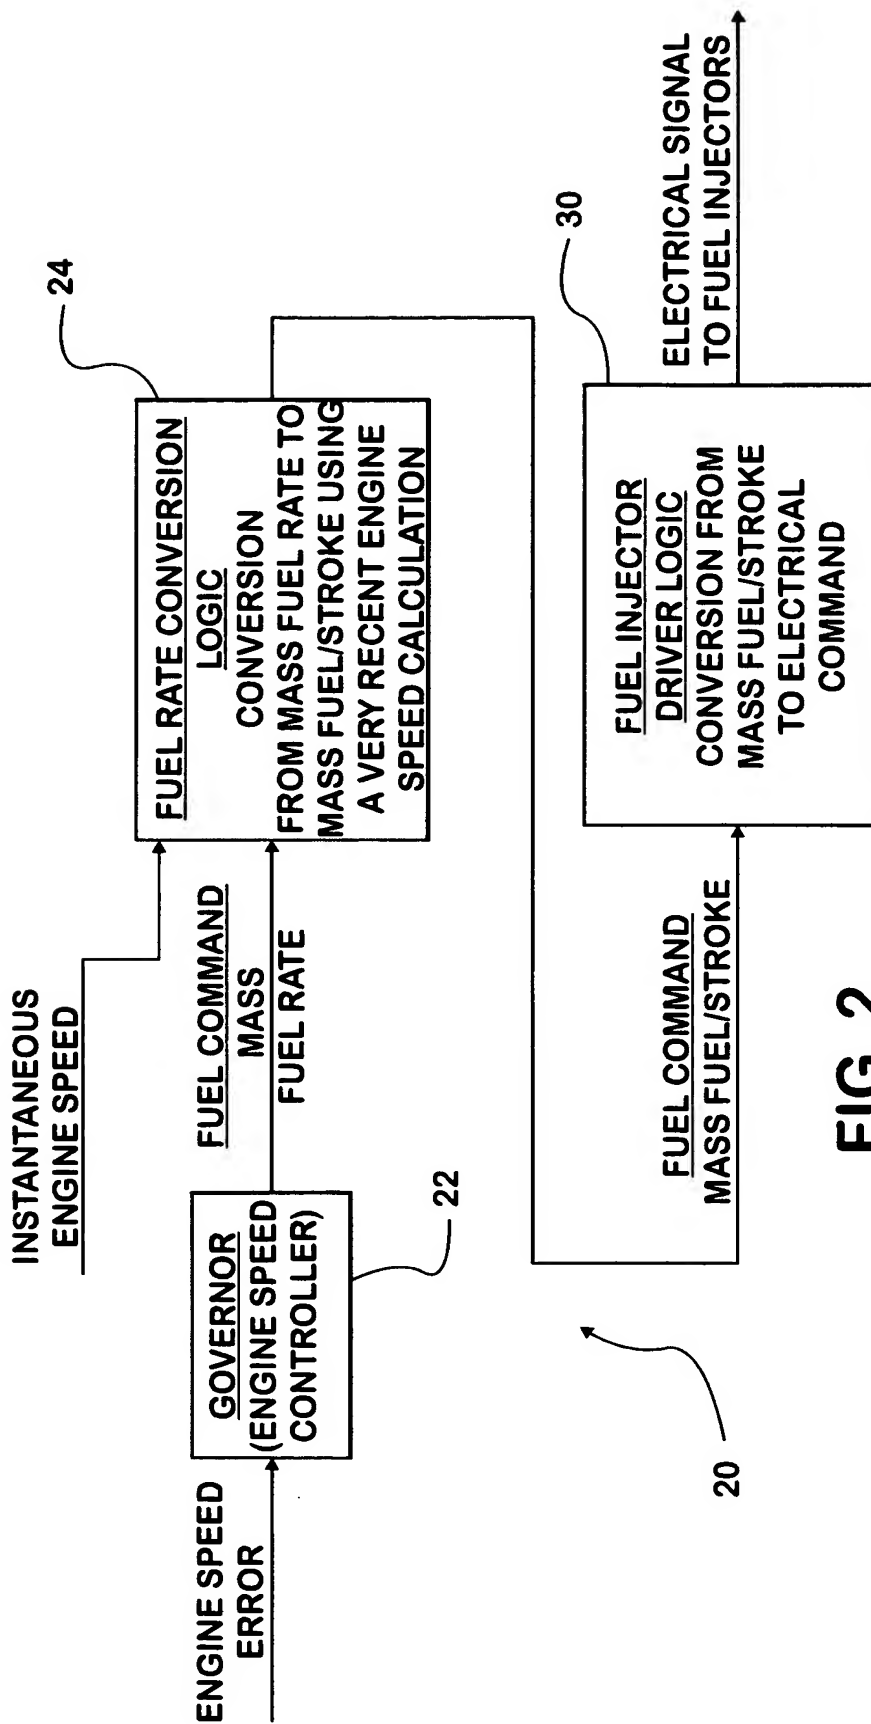 INSTANTANEOUS
ENGINE SPEED
ENGINE SPEED
ERROR
GOVERNOR
(ENGINE SPEED
CONTROLLER)
22
FUEL COMMAND
MASS
FUEL RATE
24
FUEL RATE CONVERSION
LOGIC
CONVERSION
FROM MASS FUEL RATE TO
MASS FUEL/STROKE USING
A VERY RECENT ENGINE
SPEED CALCULATION
20
FUEL COMMAND
MASS FUEL/STROKE
30
FUEL INJECTOR
DRIVER LOGIC
CONVERSION FROM
MASS FUEL/STROKE
TO ELECTRICAL
COMMAND
ELECTRICAL SIGNAL
TO FUEL INJECTORS
FIG. 2